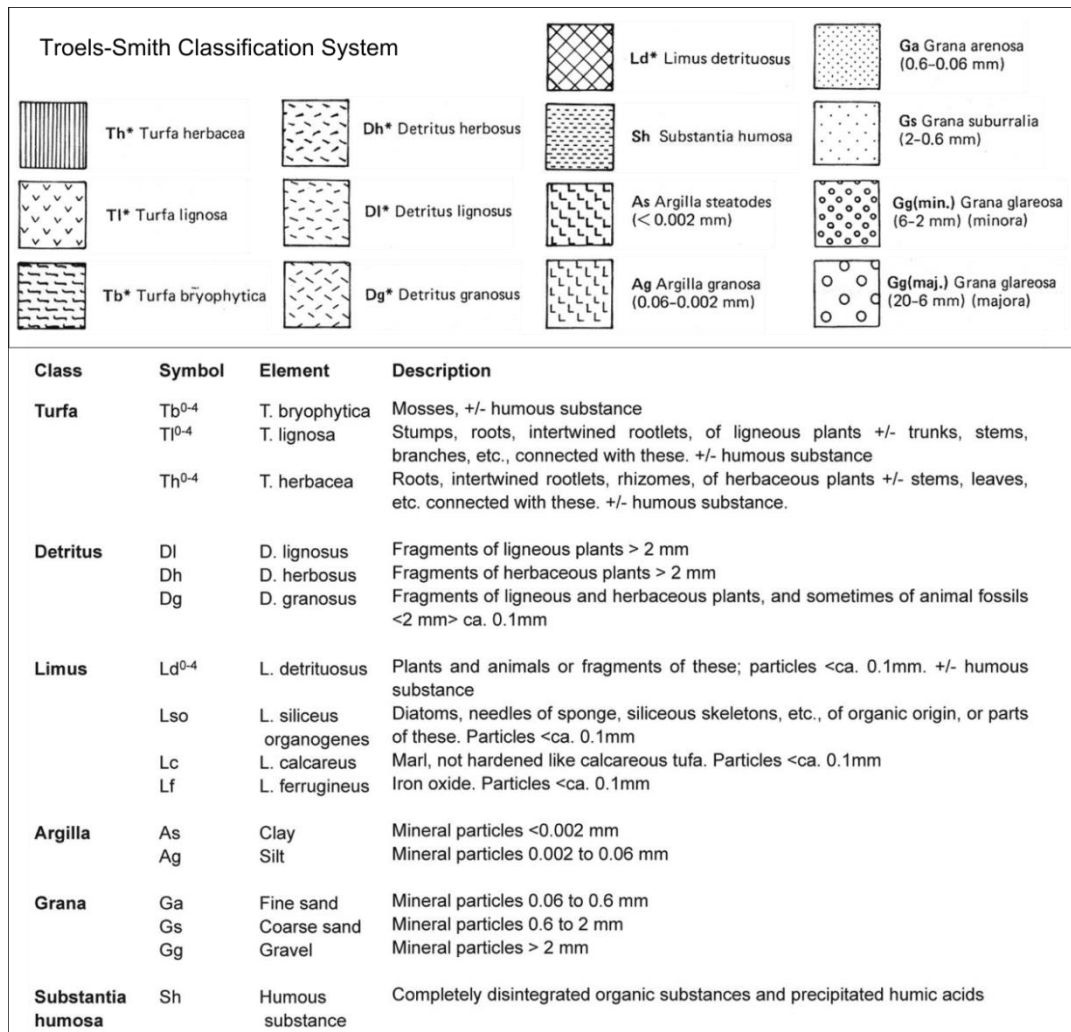 Troels-Smith Classification System
Th* Turfa herbacea
Tl* Turfa lignosa
Tb* Turfa bryophytica
Dh* Detritus herbosus
Dl* Detritus lignosus
Dg* Detritus granosus
Ld* Limus detrituosus
Sh Substantia humosa
As Argilla steatodes
(< 0.002 mm)
Ag Argilla granosa
(0.06–0.002 mm)
Ga Grana arenosa
(0.6–0.06 mm)
Gs Grana suburralia
(2–0.6 mm)
Gg(min.) Grana glareosa
(6–2 mm) (minora)
Gg(maj.) Grana glareosa
(20–6 mm) (majora)
Class Symbol Element Description
Turfa Tb0-4 T. bryophytica Mosses, +/- humous substance
Tl0-4 T. lignosa Stumps, roots, intertwined rootlets, of ligneous plants +/- trunks, stems,
branches, etc., connected with these. +/- humous substance
Th0-4 T. herbacea Roots, intertwined rootlets, rhizomes, of herbaceous plants +/- stems, leaves,
etc. connected with these. +/- humous substance.
Detritus Dl D. lignosus Fragments of ligneous plants > 2 mm
Dh D. herbosus Fragments of herbaceous plants > 2 mm
Dg D. granosus Fragments of ligneous and herbaceous plants, and sometimes of animal fossils
<2 mm> ca. 0.1mm
Limus Ld0-4 L. detrituosus Plants and animals or fragments of these; particles <ca. 0.1mm. +/- humous
substance
Lso L. siliceus Diatoms, needles of sponge, siliceous skeletons, etc., of organic origin, or parts
organogenes of these. Particles <ca. 0.1mm
Lc L. calcareus Marl, not hardened like calcareous tufa. Particles <ca. 0.1mm
Lf L. ferrugineus Iron oxide. Particles <ca. 0.1mm
Argilla As Clay Mineral particles <0.002 mm
Ag Silt Mineral particles 0.002 to 0.06 mm
Grana Ga Fine sand Mineral particles 0.06 to 0.6 mm
Gs Coarse sand Mineral particles 0.6 to 2 mm
Gg Gravel Mineral particles > 2 mm
Substantia Sh Humous Completely disintegrated organic substances and precipitated humic acids
humosa substance